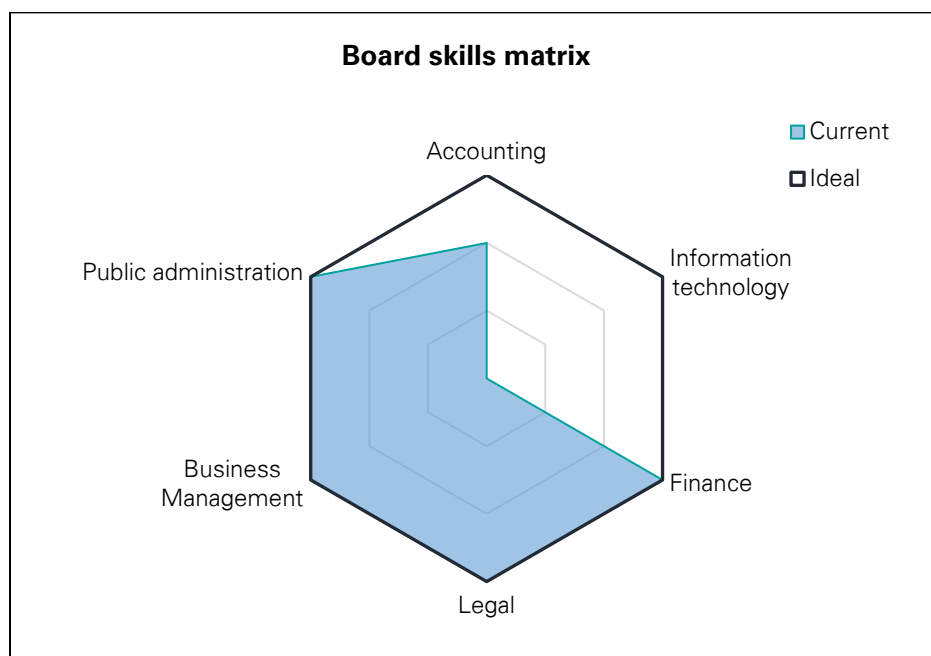 Board skills matrix
Current
Ideal
Accounting
Information
technology
Public administration
Business
Management
Finance
Legal